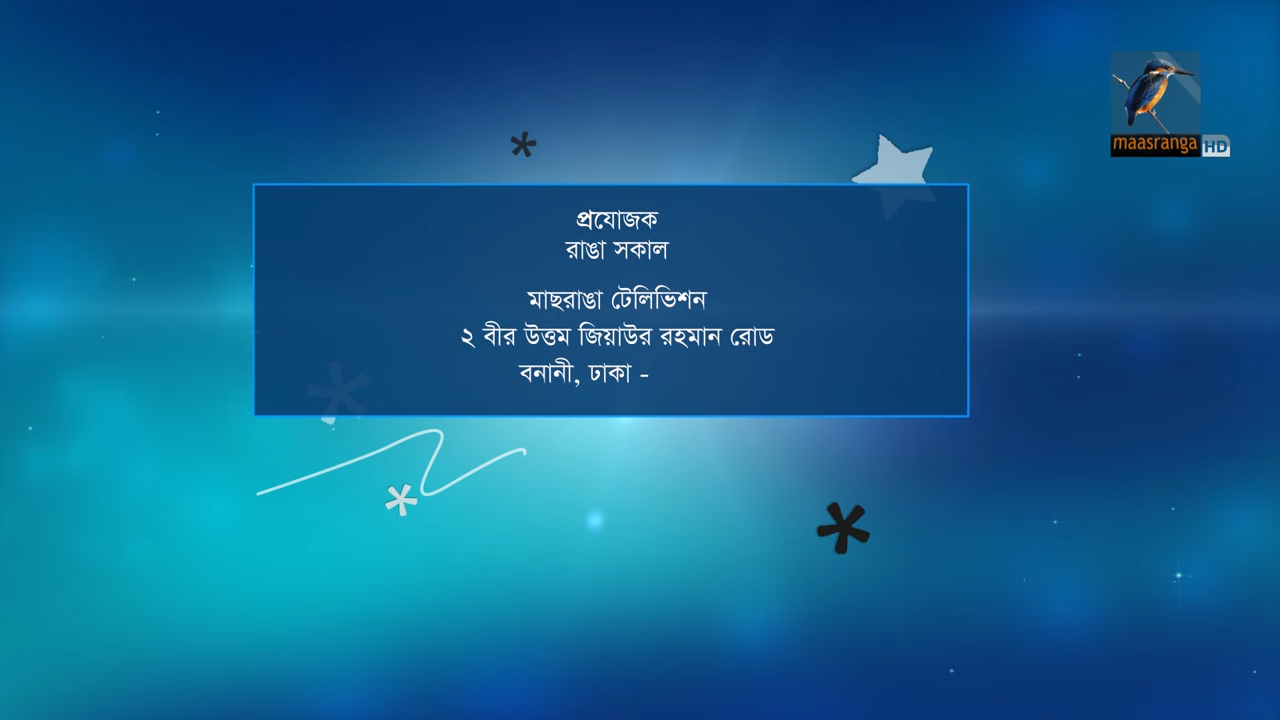 maasranga HD
প্রযোজক
রাঙা সকাল
মাছরাঙা টেলিভিশন
২ বীর উত্তম জিয়াউর রহমান রোড
বনানী, ঢাকা -